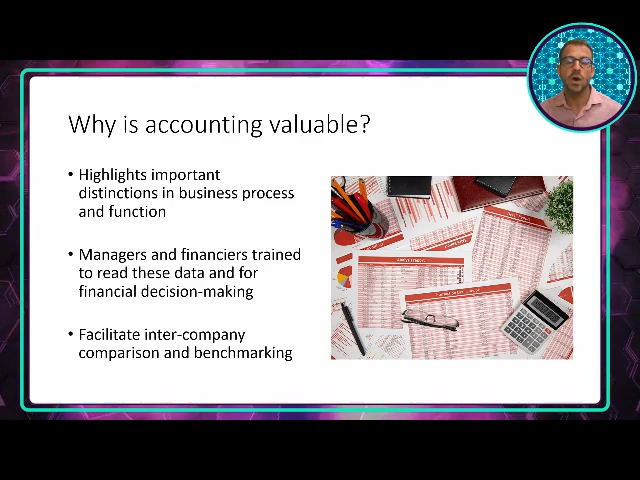 Why is accounting valuable?
• Highlights important
distinctions in business process
and function
• Managers and financiers trained
to read these data and for
financial decision-making
• Facilitate inter-company
comparison and benchmarking